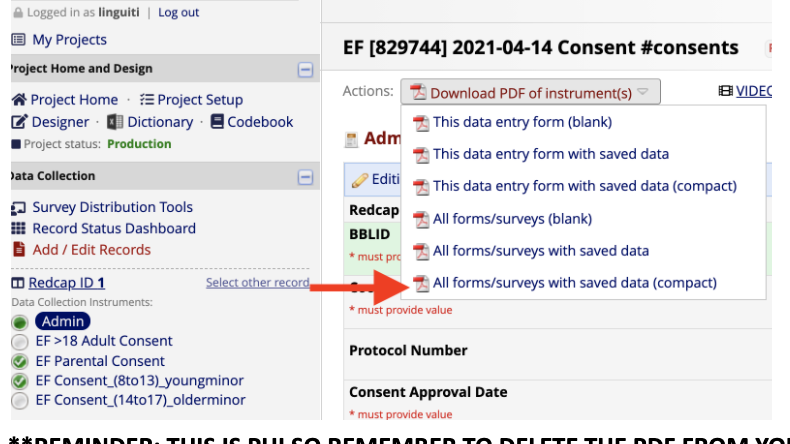 Logged in as linguiti | Log out
My Projects
Project Home and Design
Project Home · Project Setup
Designer · Dictionary · Codebook
Project status: Production
Data Collection
Survey Distribution Tools
Record Status Dashboard
Add / Edit Records
Redcap ID 1 Select other record
Data Collection Instruments:
Admin
EF >18 Adult Consent
EF Parental Consent
EF Consent_(8to13)_youngminor
EF Consent_(14to17)_olderminor
EF [829744] 2021-04-14 Consent #consents
Actions: Download PDF of instrument(s) VIDEO
This data entry form (blank)
This data entry form with saved data
This data entry form with saved data (compact)
All forms/surveys (blank)
All forms/surveys with saved data
All forms/surveys with saved data (compact)
Adm
Editi
Redcap
BBLID
* must pro
* must provide value
Protocol Number
Consent Approval Date
* must provide value
**REMINDER: THIS IS PHI SO REMEMBER TO DELETE THE PDF FROM YOU